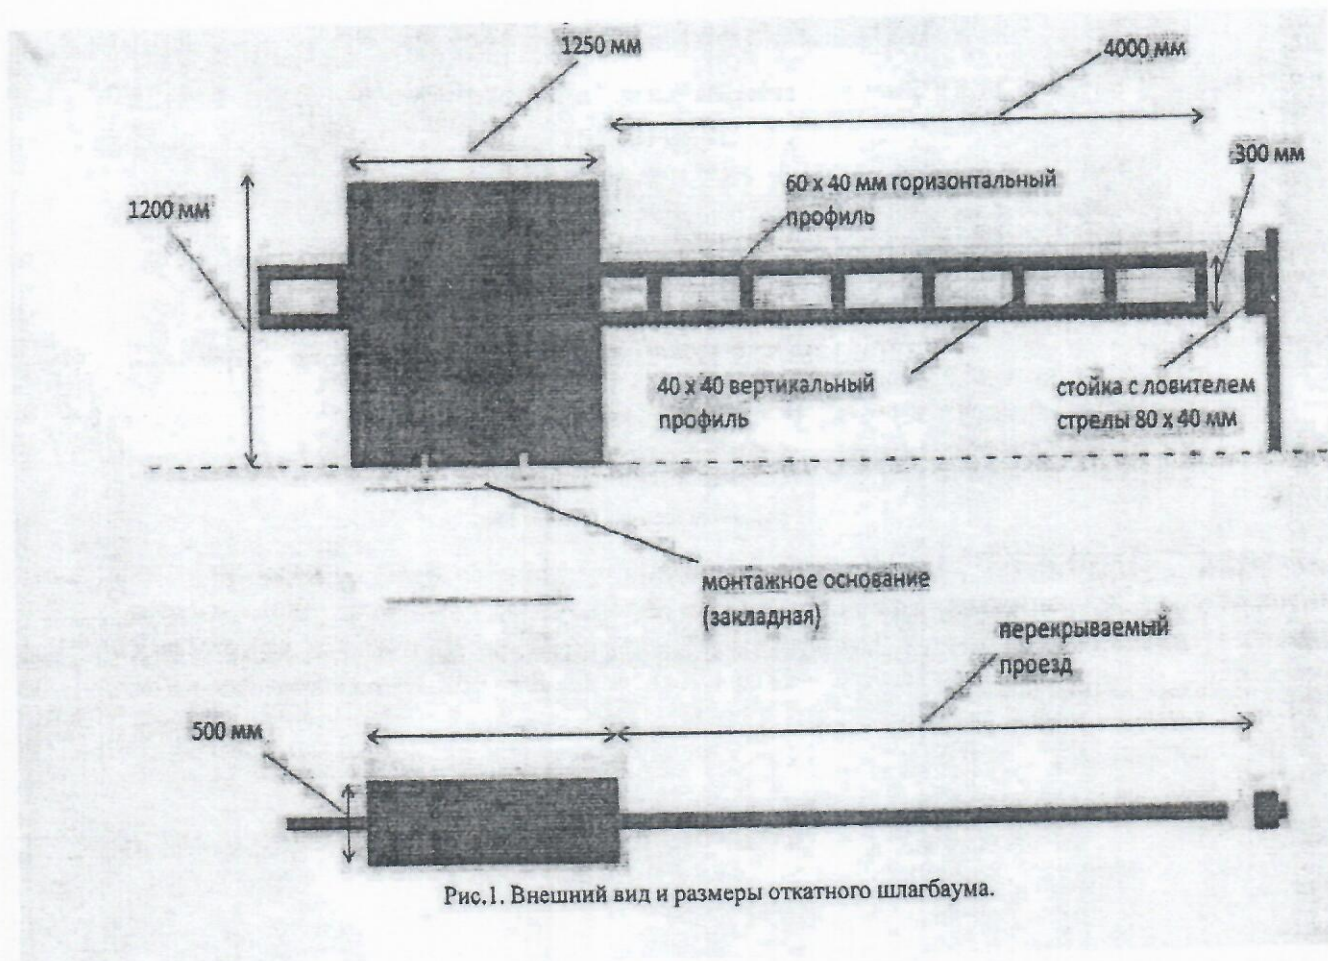 1250 мм
4000 мм
300 мм
60 х 40 мм горизонтальный
профиль
1200 мм
40 х 40 вертикальный
профиль
стойка с ловителем
стрелы 80 х 40 мм
монтажное основание
(закладная)
перекрываемый
проезд
500 мм
Рис.1. Внешний вид и размеры откатного шлагбаума.